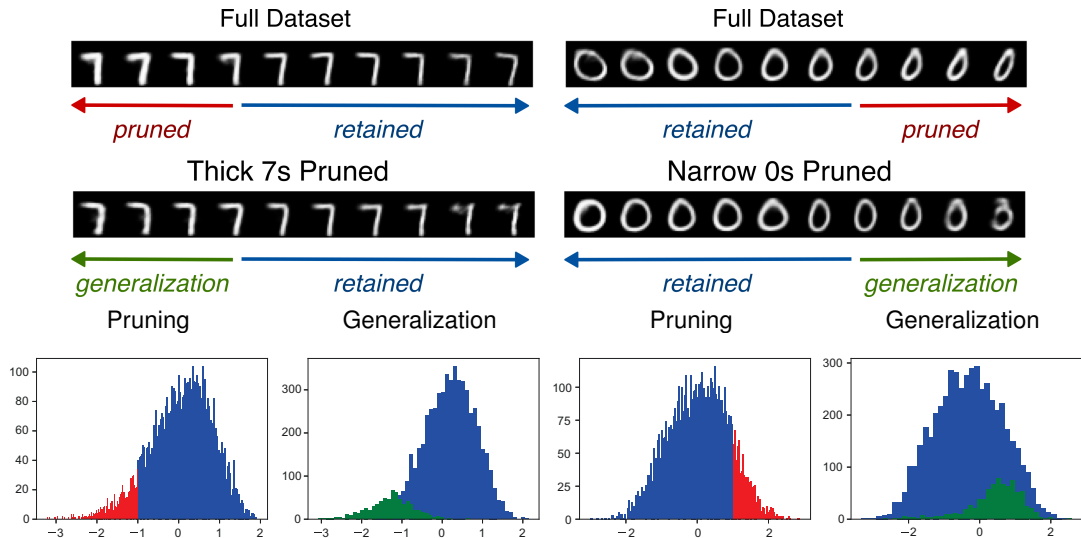 Full Dataset
Full Dataset
pruned
retained
retained
pruned
Thick 7s Pruned
Narrow 0s Pruned
generalization
retained
retained
generalization
Pruning
Generalization
Pruning
Generalization
100
80
60
40
20
0
−3 −2 −1 0 1 2
300
200
100
0
−3 −2 −1 0 1 2
100
75
50
25
0
−2 0 2
300
200
100
0
−2 0 2